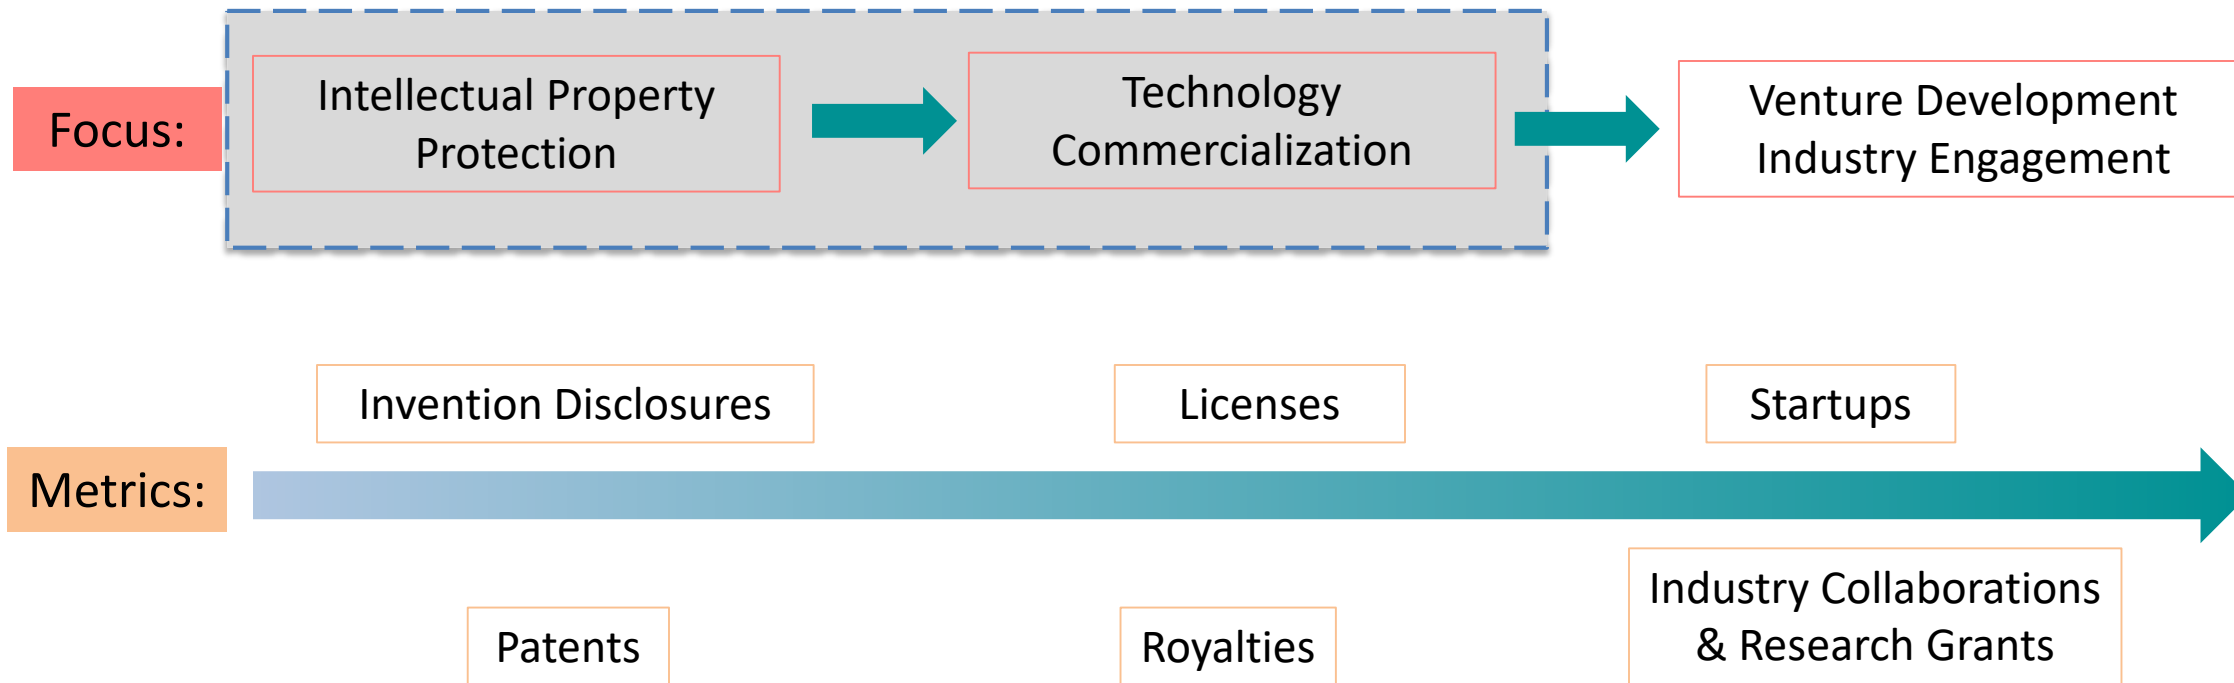 Focus:
Intellectual Property
Protection
Technology
Commercialization
Venture Development
Industry Engagement
Metrics:
Invention Disclosures
Licenses
Startups
Patents
Royalties
Industry Collaborations
& Research Grants